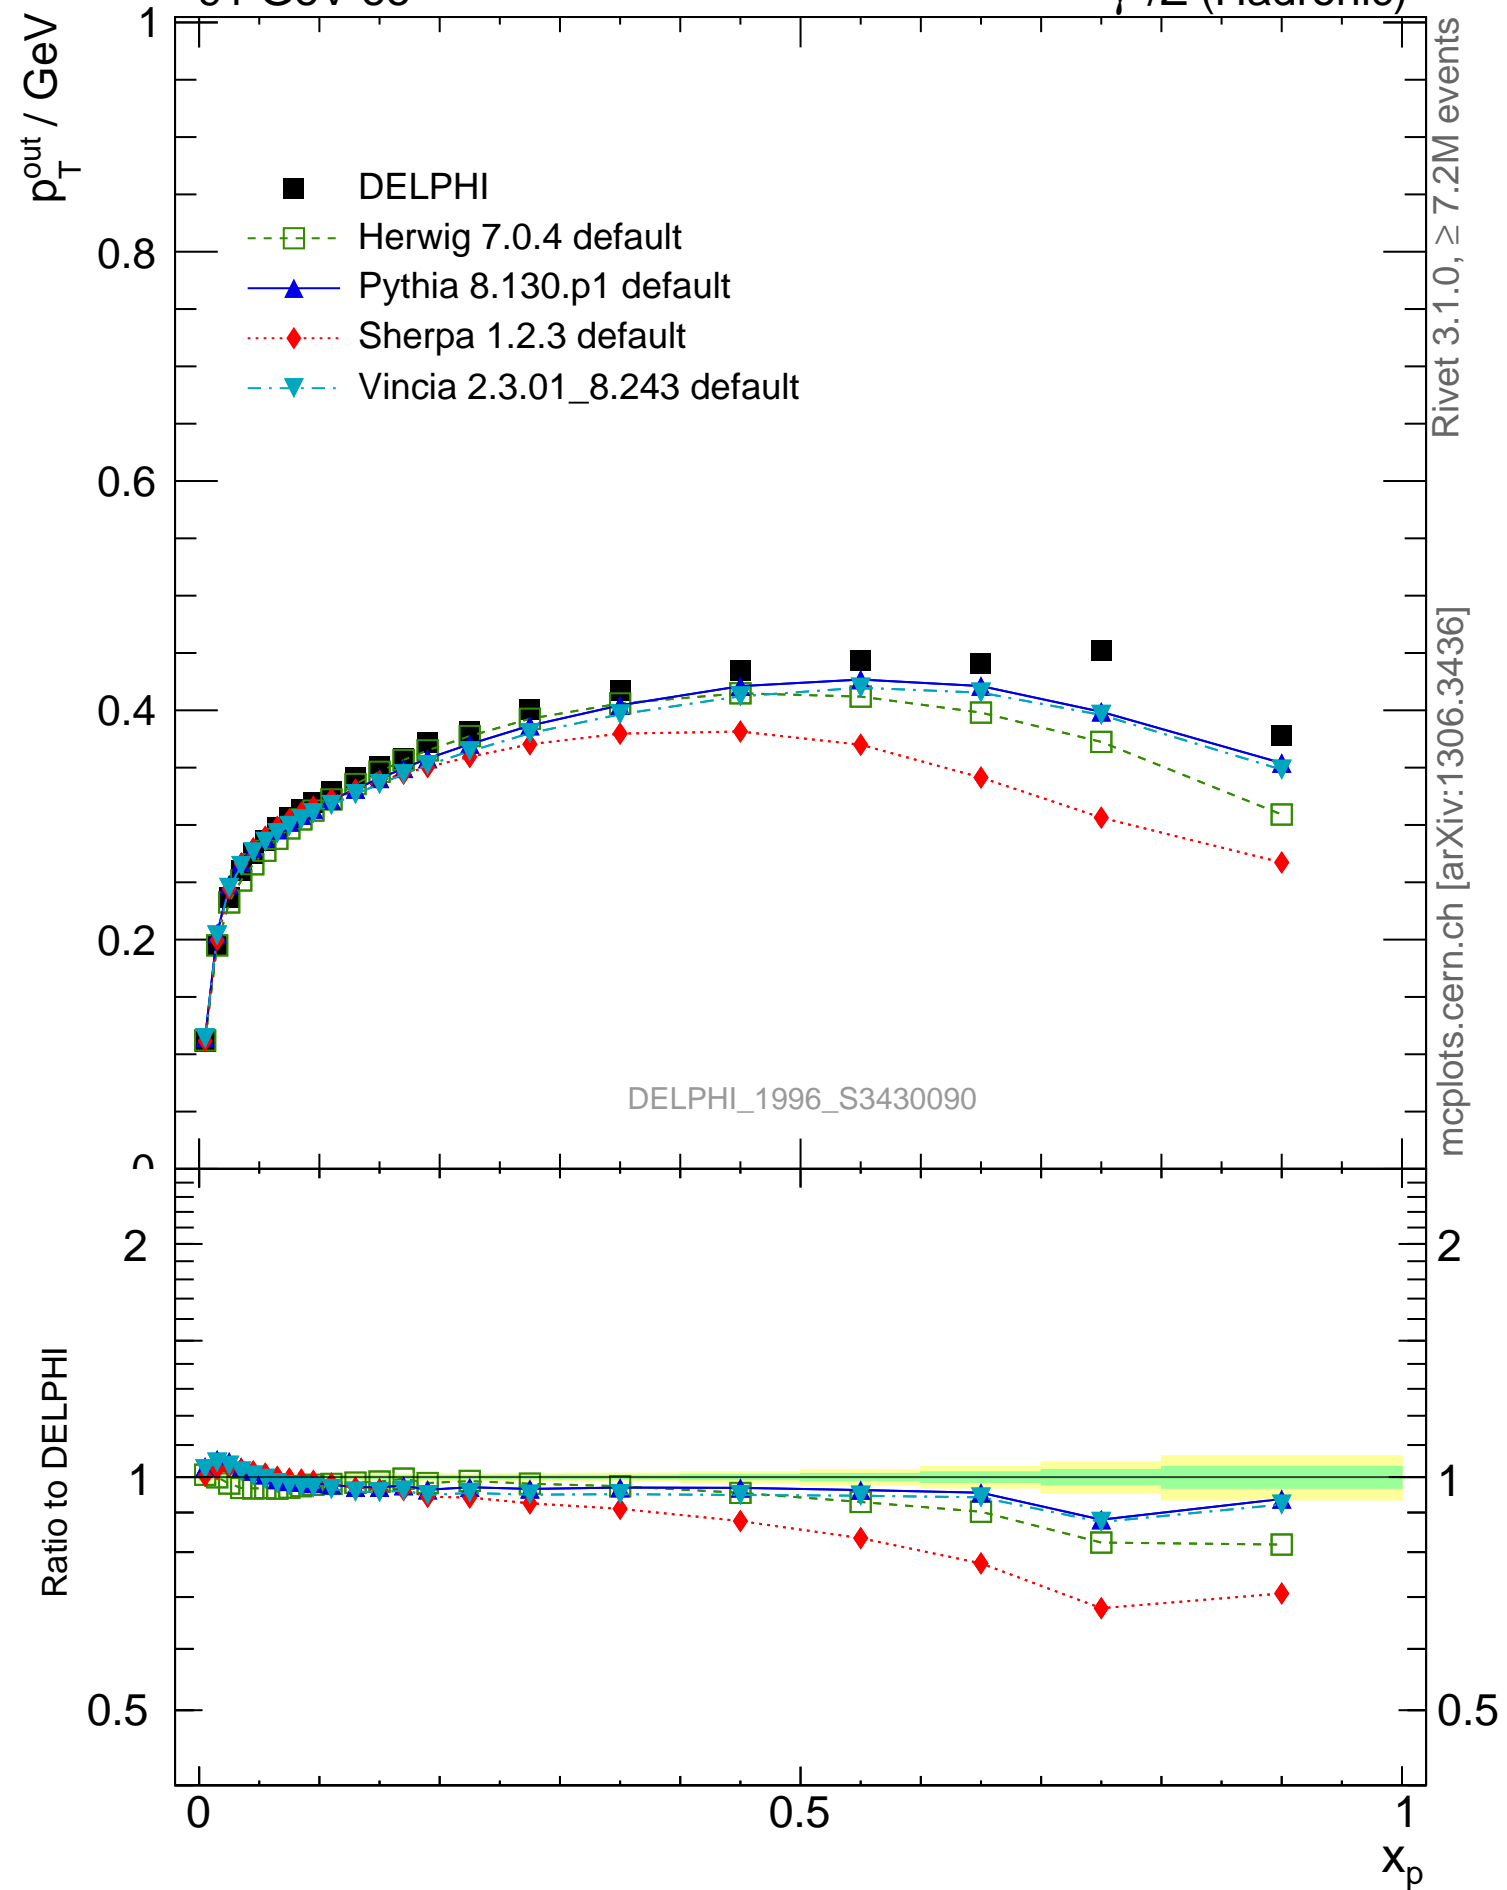 γ*/Z (Hadronic)
p_T^out / GeV
1
0.8
0.6
0.4
0.2
0
DELPHI
Herwig 7.0.4 default
Pythia 8.130.p1 default
Sherpa 1.2.3 default
Vincia 2.3.01_8.243 default
DELPHI_1996_S3430090
Rivet 3.1.0, ≥ 7.2M events
mcplots.cern.ch [arXiv:1306.3436]
Ratio to DELPHI
2
1
0.5
2
1
0.5
0
0.5
1
x_p